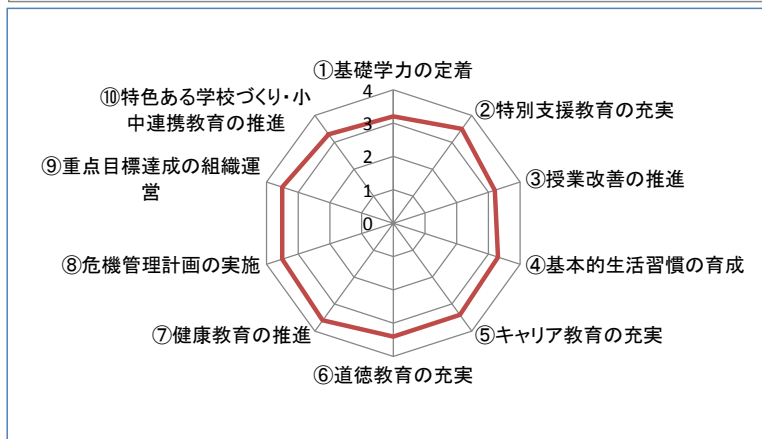 ①基礎学力の定着
②特別支援教育の充実
③授業改善の推進
④基本的生活習慣の育成
⑤キャリア教育の充実
⑥道徳教育の充実
⑦健康教育の推進
⑧危機管理計画の実施
⑨重点目標達成の組織運
営
⑩特色ある学校づくり・小
中連携教育の推進
4
3
2
1
0